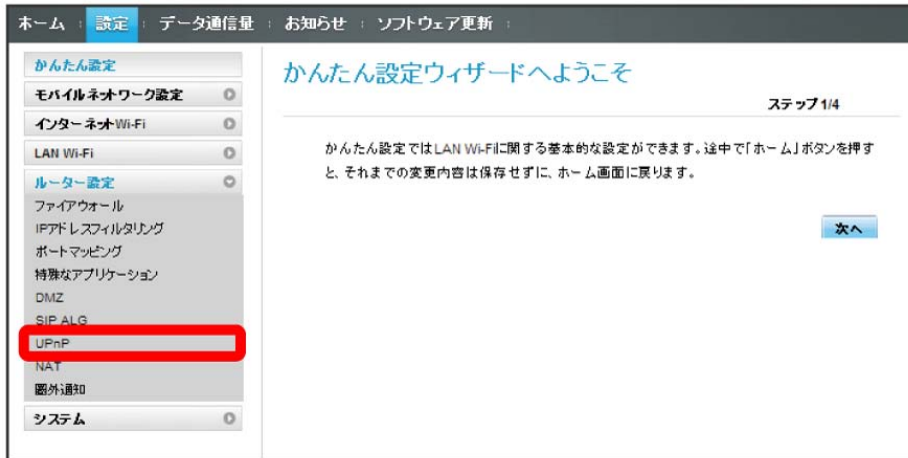 ホーム 設定 データ通信量 お知らせ ソフトウェア更新
かんたん設定
モバイルネットワーク設定
インターネットWi-Fi
LAN Wi-Fi
ルーター設定
ファイアウォール
IPアドレスフィルタリング
ポートマッピング
特殊なアプリケーション
DMZ
SIP ALG
UPnP
NAT
圏外通知
システム
かんたん設定ウィザードへようこそ
ステップ 1/4
かんたん設定ではLAN Wi-Fiに関する基本的な設定ができます。途中で「ホーム」ボタンを押す
と、それまでの変更内容は保存せずに、ホーム画面に戻ります。
次へ